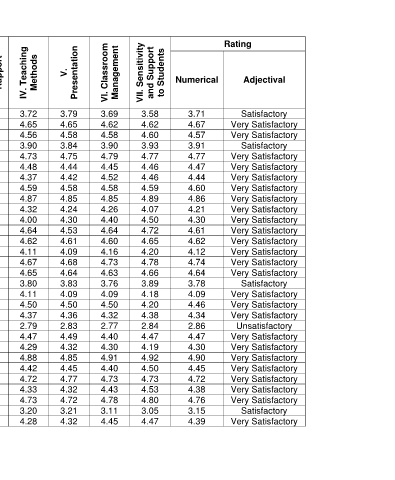 Rating
IV. Teaching Methods
V. Presentation
VI. Classroom Management
VII. Sensitivity and Support to Students
Numerical
Adjectival
3.72 3.79 3.69 3.58 3.71 Satisfactory
4.65 4.65 4.62 4.62 4.67 Very Satisfactory
4.56 4.58 4.58 4.60 4.57 Very Satisfactory
3.90 3.84 3.90 3.93 3.91 Satisfactory
4.73 4.75 4.79 4.77 4.77 Very Satisfactory
4.48 4.44 4.45 4.46 4.47 Very Satisfactory
4.37 4.42 4.52 4.46 4.44 Very Satisfactory
4.59 4.58 4.58 4.59 4.60 Very Satisfactory
4.87 4.85 4.85 4.89 4.86 Very Satisfactory
4.32 4.24 4.26 4.07 4.21 Very Satisfactory
4.00 4.30 4.40 4.50 4.30 Very Satisfactory
4.64 4.53 4.64 4.72 4.61 Very Satisfactory
4.62 4.61 4.60 4.65 4.62 Very Satisfactory
4.11 4.09 4.16 4.20 4.12 Very Satisfactory
4.67 4.68 4.73 4.78 4.74 Very Satisfactory
4.65 4.64 4.63 4.66 4.64 Very Satisfactory
3.80 3.83 3.76 3.89 3.78 Satisfactory
4.11 4.09 4.09 4.18 4.09 Very Satisfactory
4.50 4.50 4.50 4.20 4.46 Very Satisfactory
4.37 4.36 4.32 4.38 4.34 Very Satisfactory
2.79 2.83 2.77 2.84 2.86 Unsatisfactory
4.47 4.49 4.40 4.47 4.47 Very Satisfactory
4.29 4.32 4.30 4.19 4.30 Very Satisfactory
4.88 4.85 4.91 4.92 4.90 Very Satisfactory
4.42 4.45 4.40 4.50 4.45 Very Satisfactory
4.72 4.77 4.73 4.73 4.72 Very Satisfactory
4.33 4.32 4.43 4.53 4.38 Very Satisfactory
4.73 4.72 4.78 4.80 4.76 Very Satisfactory
3.20 3.21 3.11 3.05 3.15 Satisfactory
4.28 4.32 4.45 4.47 4.39 Very Satisfactory